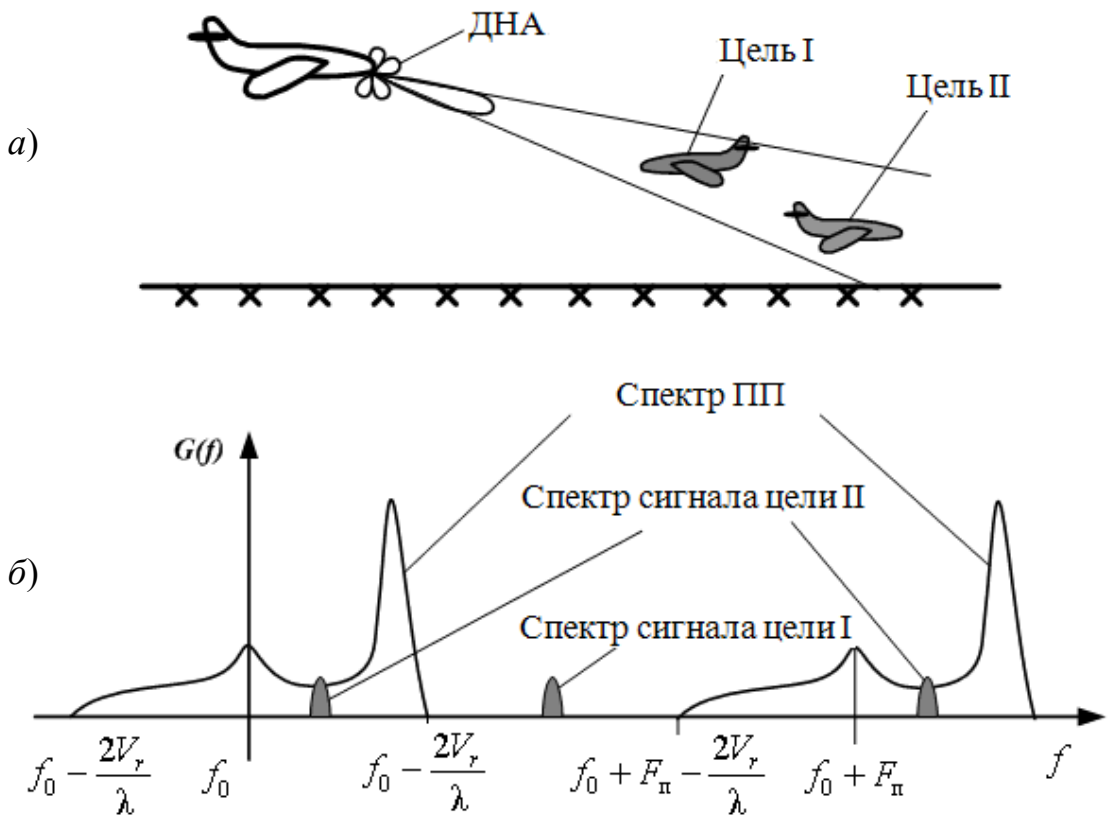 ДНА
Цель I
Цель II
а)
Спектр ПП
G(f)
Спектр сигнала цели II
б)
Спектр сигнала цели I
f₀ − 2V_r/λ
f₀
f₀ − 2V_r/λ
f₀ + F_п − 2V_r/λ
f₀ + F_п
f